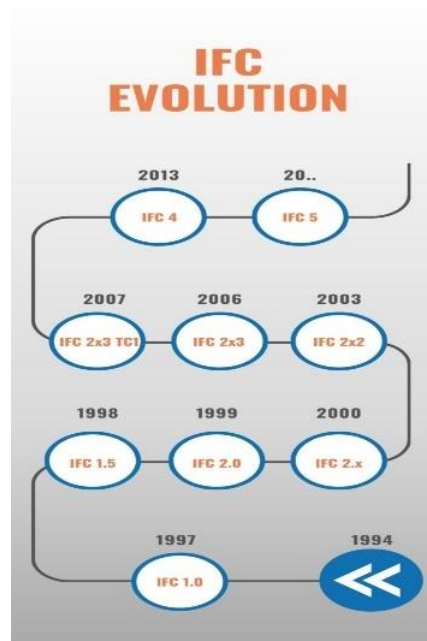 IFC
EVOLUTION
2013 20..
IFC 4 IFC 5
2007 2006 2003
IFC 2x3 TC1 IFC 2x3 IFC 2x2
1998 1999 2000
IFC 1.5 IFC 2.0 IFC 2.x
1997 1994
IFC 1.0